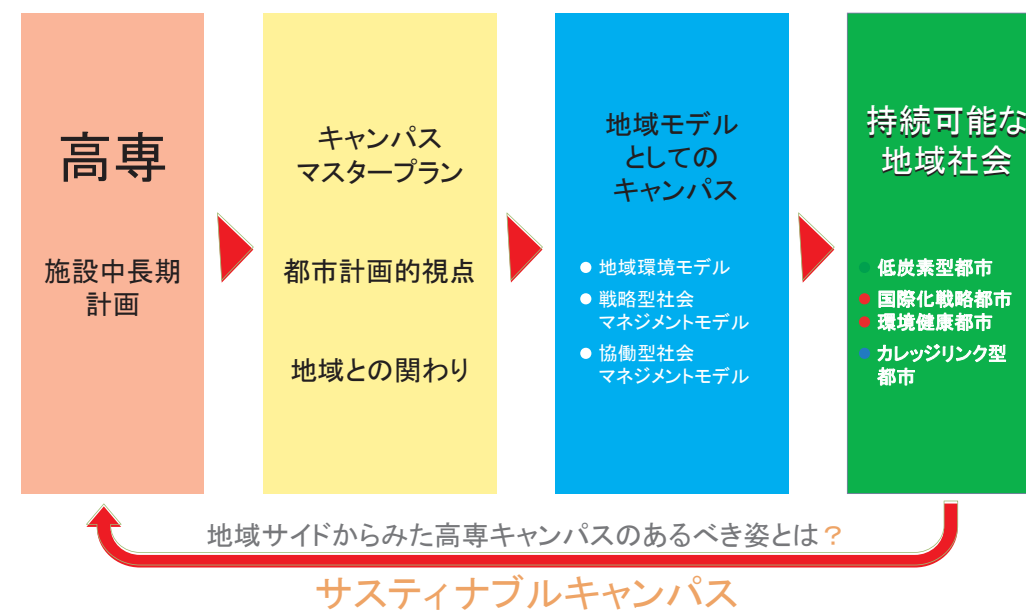 高専
施設中長期
計画
キャンパス
マスタープラン
都市計画的視点
地域との関わり
地域モデル
としての
キャンパス
● 地域環境モデル
● 戦略型社会
マネジメントモデル
● 協働型社会
マネジメントモデル
持続可能な
地域社会
● 低炭素型都市
● 国際化戦略都市
● 環境健康都市
● カレッジリンク型
都市
地域サイドからみた高専キャンパスのあるべき姿とは？
サスティナブルキャンパス